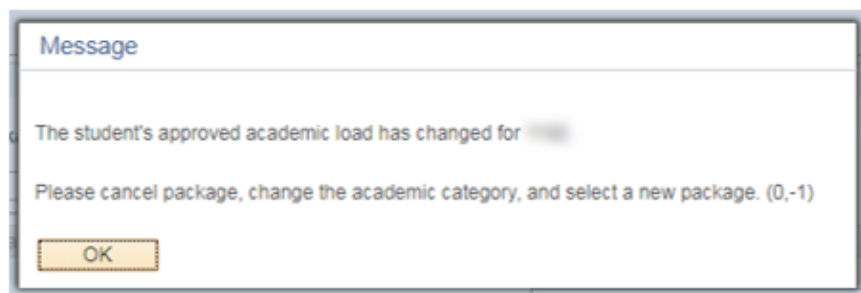 Message
The student's approved academic load has changed for
Please cancel package, change the academic category, and select a new package. (0,-1)
OK